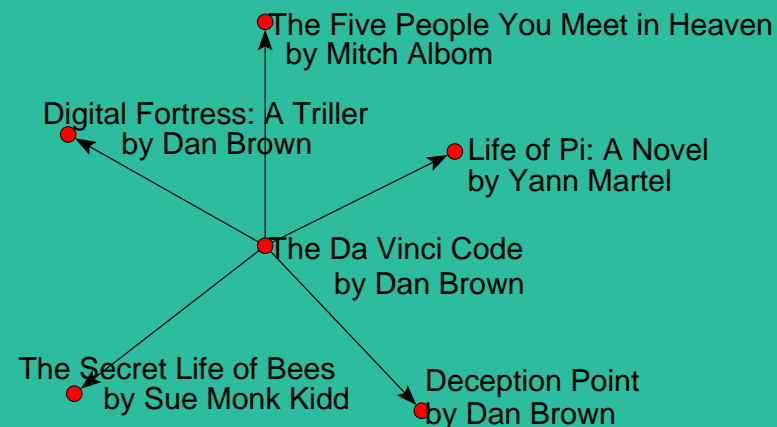 The Five People You Meet in Heaven
by Mitch Albom
Digital Fortress: A Triller
by Dan Brown
Life of Pi: A Novel
by Yann Martel
The Da Vinci Code
by Dan Brown
The Secret Life of Bees
by Sue Monk Kidd
Deception Point
by Dan Brown